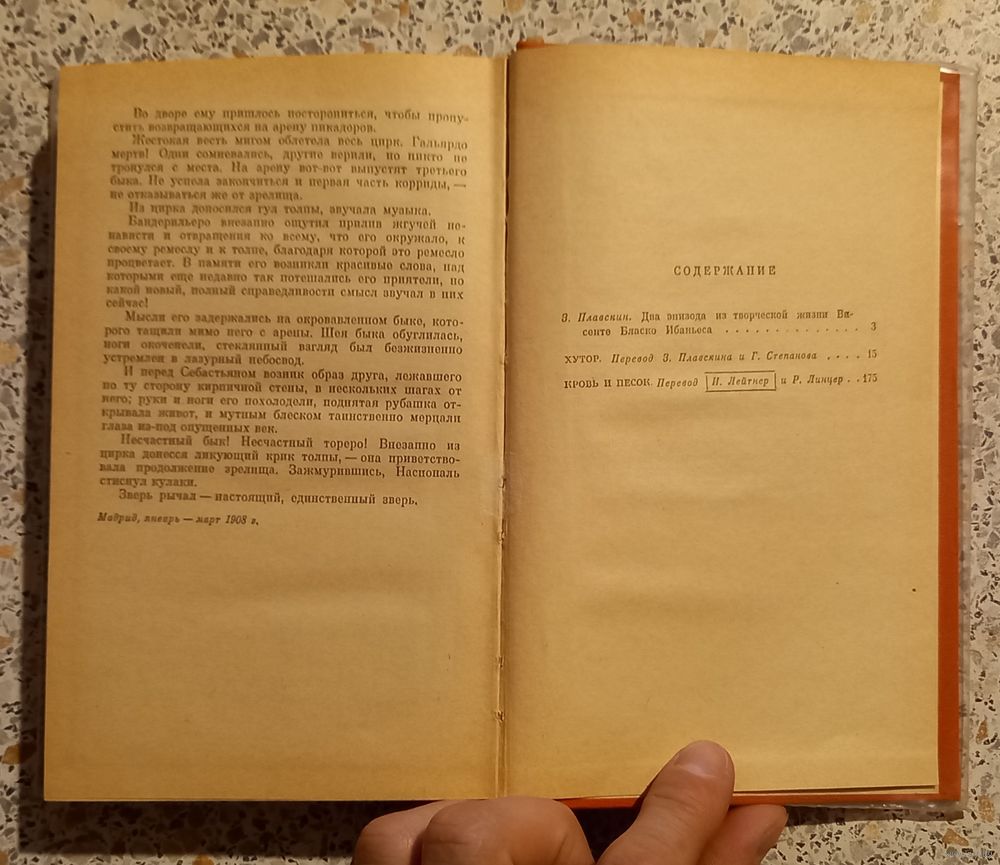 Во дворе ему пришлось посторониться, чтобы пропу-
стить возвращающихся на арену пикадоров.
Жестокая весть мигом облетела весь цирк. Гальярдо
мертв! Одни сомневались, другие верили, но никто не
тронулся с места. На арену вот-вот выпустят третьего
быка. Не успела закончиться и первая часть корриды, —
не отказываться же от зрелища.
Из цирка доносился гул толпы, звучала музыка.
Бандерильеро внезапно ощутил прилив жгучей не-
нависти и отвращения ко всему, что его окружало, к
своему ремеслу и к толпе, благодаря которой это ремесло
процветает. В памяти его возникли красивые слова, над
которыми еще недавно так потешались его приятели, но
какой новый, полный справедливости смысл звучал в них
сейчас!
Мысли его задержались на окровавленном быке, кото-
рого тащили мимо него с арены. Шея быка обуглилась,
ноги окоченели, стеклянный взгляд был безжизненно
устремлен в лазурный небосвод.
И перед Себастьяном возник образ друга, лежавшего
по ту сторону кирпичной стены, в нескольких шагах от
него; руки и ноги его похолодели, поднятая рубашка от-
крывала живот, и мутным блеском таинственно мерцали
глаза из-под опущенных век.
Несчастный бык! Несчастный тореро! Внезапно из
цирка донесся ликующий крик толпы, — она приветство-
вала продолжение зрелища. Зажмурившись, Насиональ
стиснул кулаки.
Зверь рычал — настоящий, единственный зверь.
Мадрид, январь — март 1908 г.
СОДЕРЖАНИЕ
З. Плавскин. Два эпизода из творческой жизни Ви-
сенте Бласко Ибаньеса . . . . . . . . . . . . . . 3
ХУТОР. Перевод З. Плавскина и Г. Степанова . . . . 15
КРОВЬ И ПЕСОК. Перевод И. Лейтнер и Р. Линцер . . 175